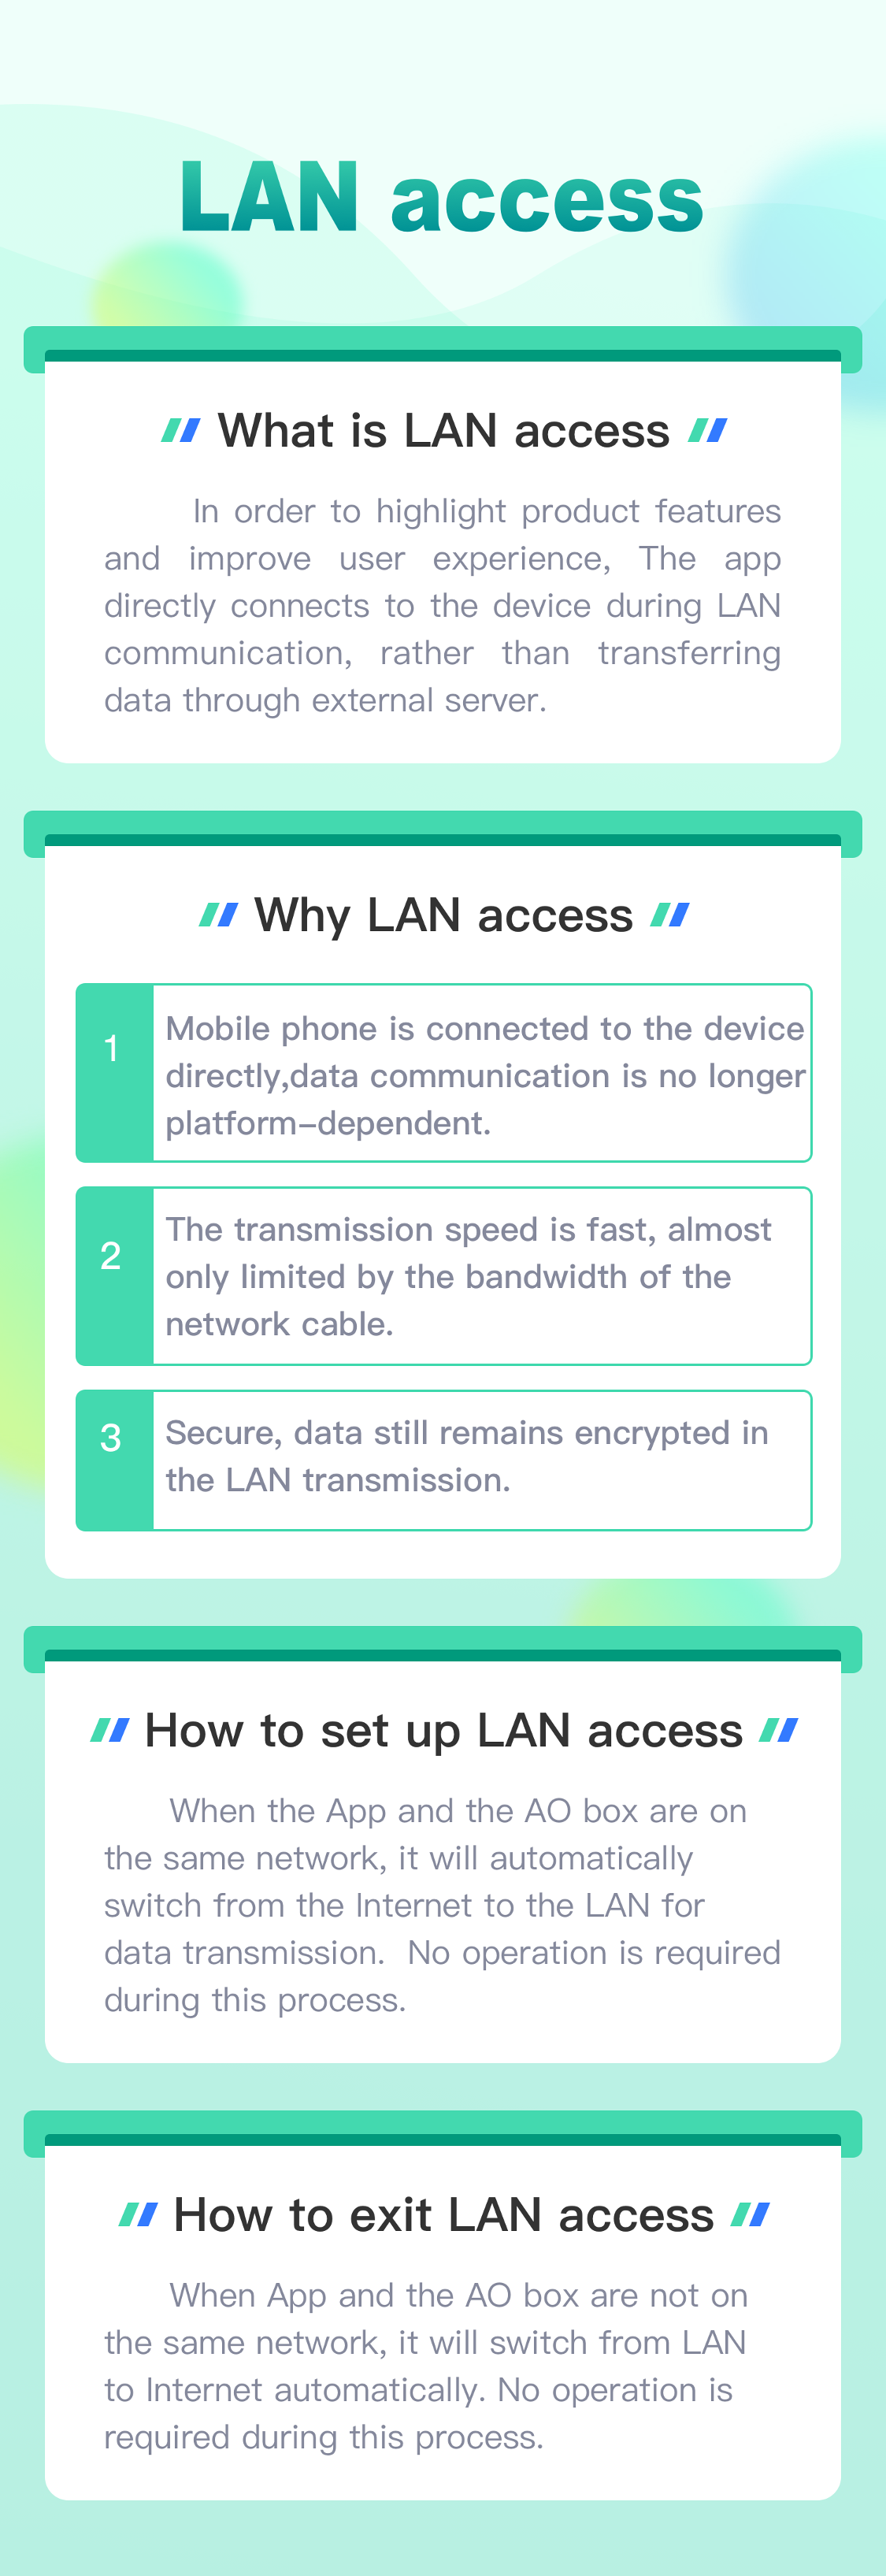 LAN access
What is LAN access
In order to highlight product features
and improve user experience, The app
directly connects to the device during LAN
communication, rather than transferring
data through external server.
Why LAN access
1
Mobile phone is connected to the device
directly,data communication is no longer
platform-dependent.
2
The transmission speed is fast, almost
only limited by the bandwidth of the
network cable.
3
Secure, data still remains encrypted in
the LAN transmission.
How to set up LAN access
When the App and the AO box are on
the same network, it will automatically
switch from the Internet to the LAN for
data transmission.  No operation is required
during this process.
How to exit LAN access
When App and the AO box are not on
the same network, it will switch from LAN
to Internet automatically. No operation is
required during this process.